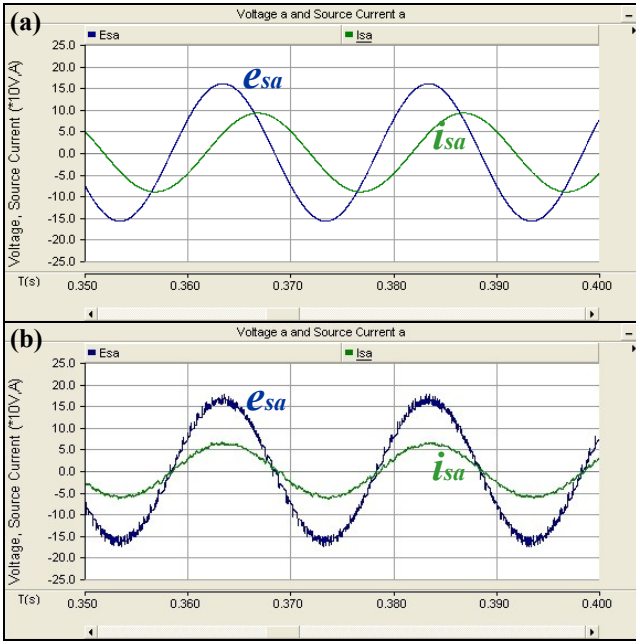 (a)
Voltage a and Source Current a
Esa Isa
Voltage, Source Current (*10V,A)
25.0
20.0
15.0
10.0
5.0
0.0
-5.0
-10.0
-15.0
-20.0
-25.0
esa
isa
T(s) 0.350 0.360 0.370 0.380 0.390 0.400
(b)
Voltage a and Source Current a
Esa Isa
Voltage, Source Current (*10V,A)
25.0
20.0
15.0
10.0
5.0
0.0
-5.0
-10.0
-15.0
-20.0
-25.0
esa
isa
T(s) 0.350 0.360 0.370 0.380 0.390 0.400